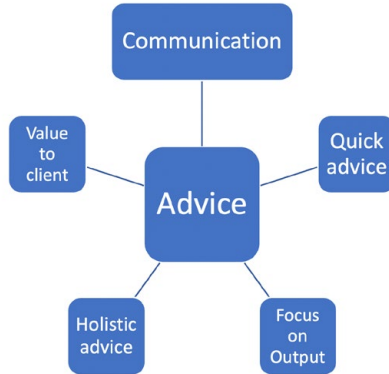 Communication
Value
to
client
Quick
advice
Advice
Holistic
advice
Focus
on
Output